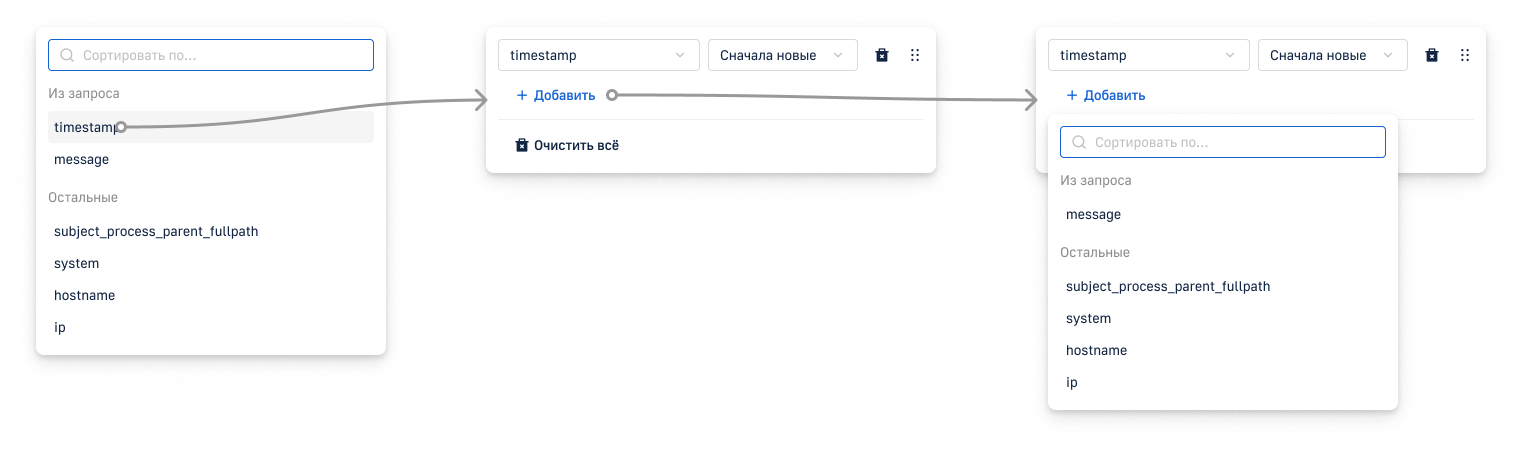 Сортировать по...
Из запроса
timestamp
message
Остальные
subject_process_parent_fullpath
system
hostname
ip
timestamp
Сначала новые
+ Добавить
Очистить всё
timestamp
Сначала новые
+ Добавить
Сортировать по...
Из запроса
message
Остальные
subject_process_parent_fullpath
system
hostname
ip